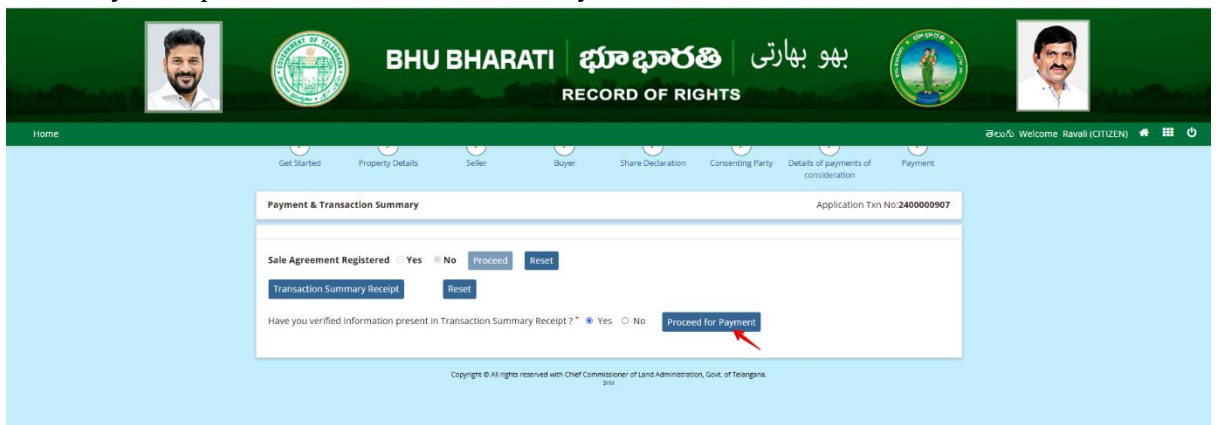 BHU BHARATI భూ భారతి بھو بھارتی
RECORD OF RIGHTS
Home
తెలుగు Welcome Ravali (CITIZEN)
Get Started Property Details Seller Buyer Share Declaration Consenting Party Details of payments of consideration Payment
Payment & Transaction Summary
Application Txn No:2400000907
Sale Agreement Registered Yes No Proceed Reset
Transaction Summary Receipt Reset
Have you verified information present in Transaction Summary Receipt ? * Yes No Proceed for Payment
Copyright © All rights reserved with Chief Commissioner of Land Administration, Govt. of Telangana.